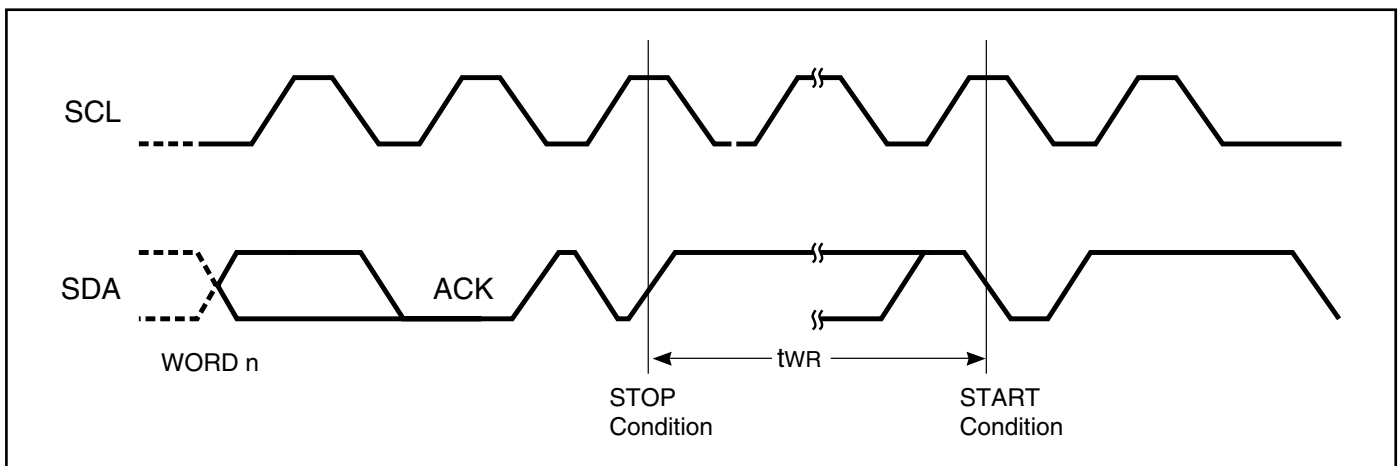 SCL
SDA
ACK
WORD n
tWR
STOP
Condition
START
Condition